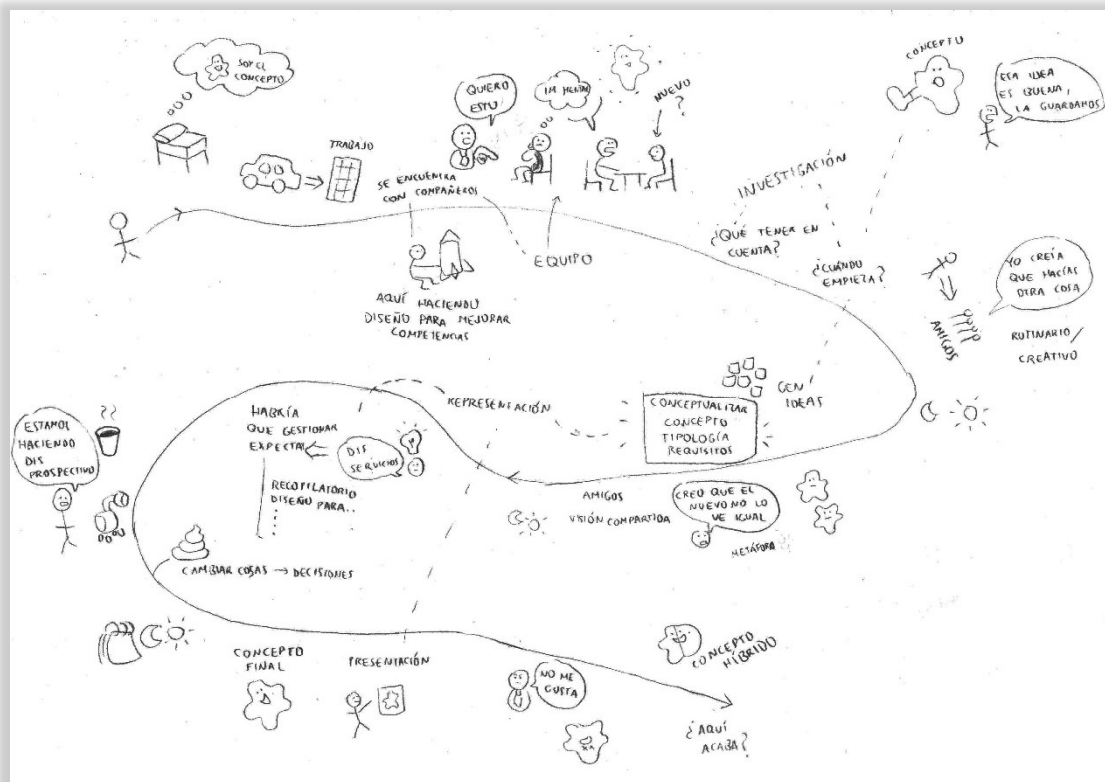 SOY EL
CONCEPTO
TRABAJO
SE ENCUENTRA
CON COMPAÑEROS
QUIERO
ESTO
IM MENTAL
NUEVO
?
EQUIPO
AQUÍ HACIENDO
DISEÑO PARA MEJORAR
COMPETENCIAS
INVESTIGACIÓN
¿QUÉ TENER EN
CUENTA?
¿CUÁNDO
EMPIEZA?
CONCEPTO
ESA IDEA
ES BUENA,
LA GUARDAMOS
YO CREÍA
QUE HACÍAS
OTRA COSA
AMIGOS
RUTINARIO/
CREATIVO
GEN
IDEAS
CONCEPTUALIZAR
CONCEPTO
TIPOLOGÍA
REQUISITOS
REPRESENTACIÓN
HABRÍA
QUE GESTIONAR
EXPECTA
DIS
SERVICIOS
RECOPILATORIO
DISEÑO PARA..
ESTAMOS
HACIENDO
DIS
PROSPECTIVO
AMIGOS
VISIÓN COMPARTIDA
CREO QUE EL
NUEVO NO LO
VE IGUAL
METÁFORA
CAMBIAR COSAS → DECISIONES
CONCEPTO
FINAL
PRESENTACIÓN
NO ME
GUSTA
CONCEPTO
HÍBRIDO
¿AQUÍ
ACABA?